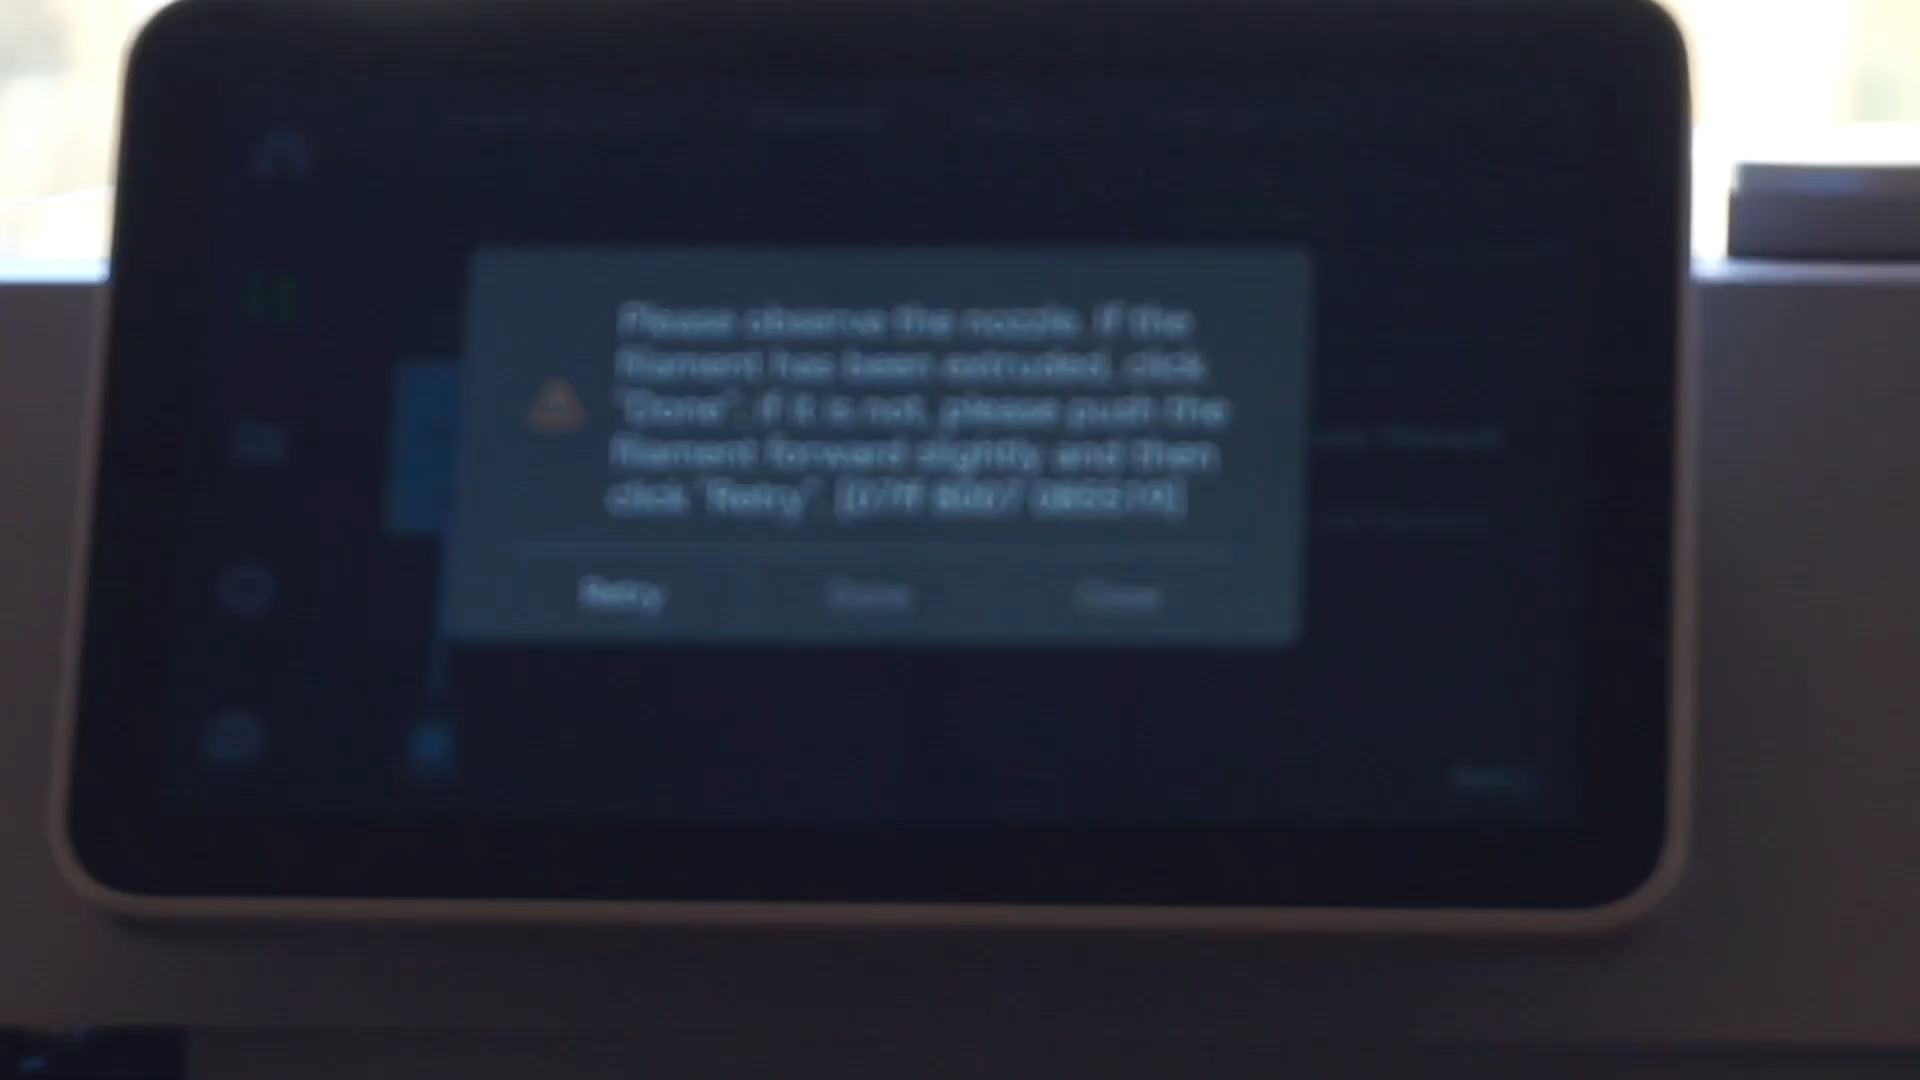 Please observe the nozzle. If the
filament has been extruded, click
"Done"; if it is not, please push the
filament forward slightly, and then
click "Retry".
Retry
Done
Close
Retry